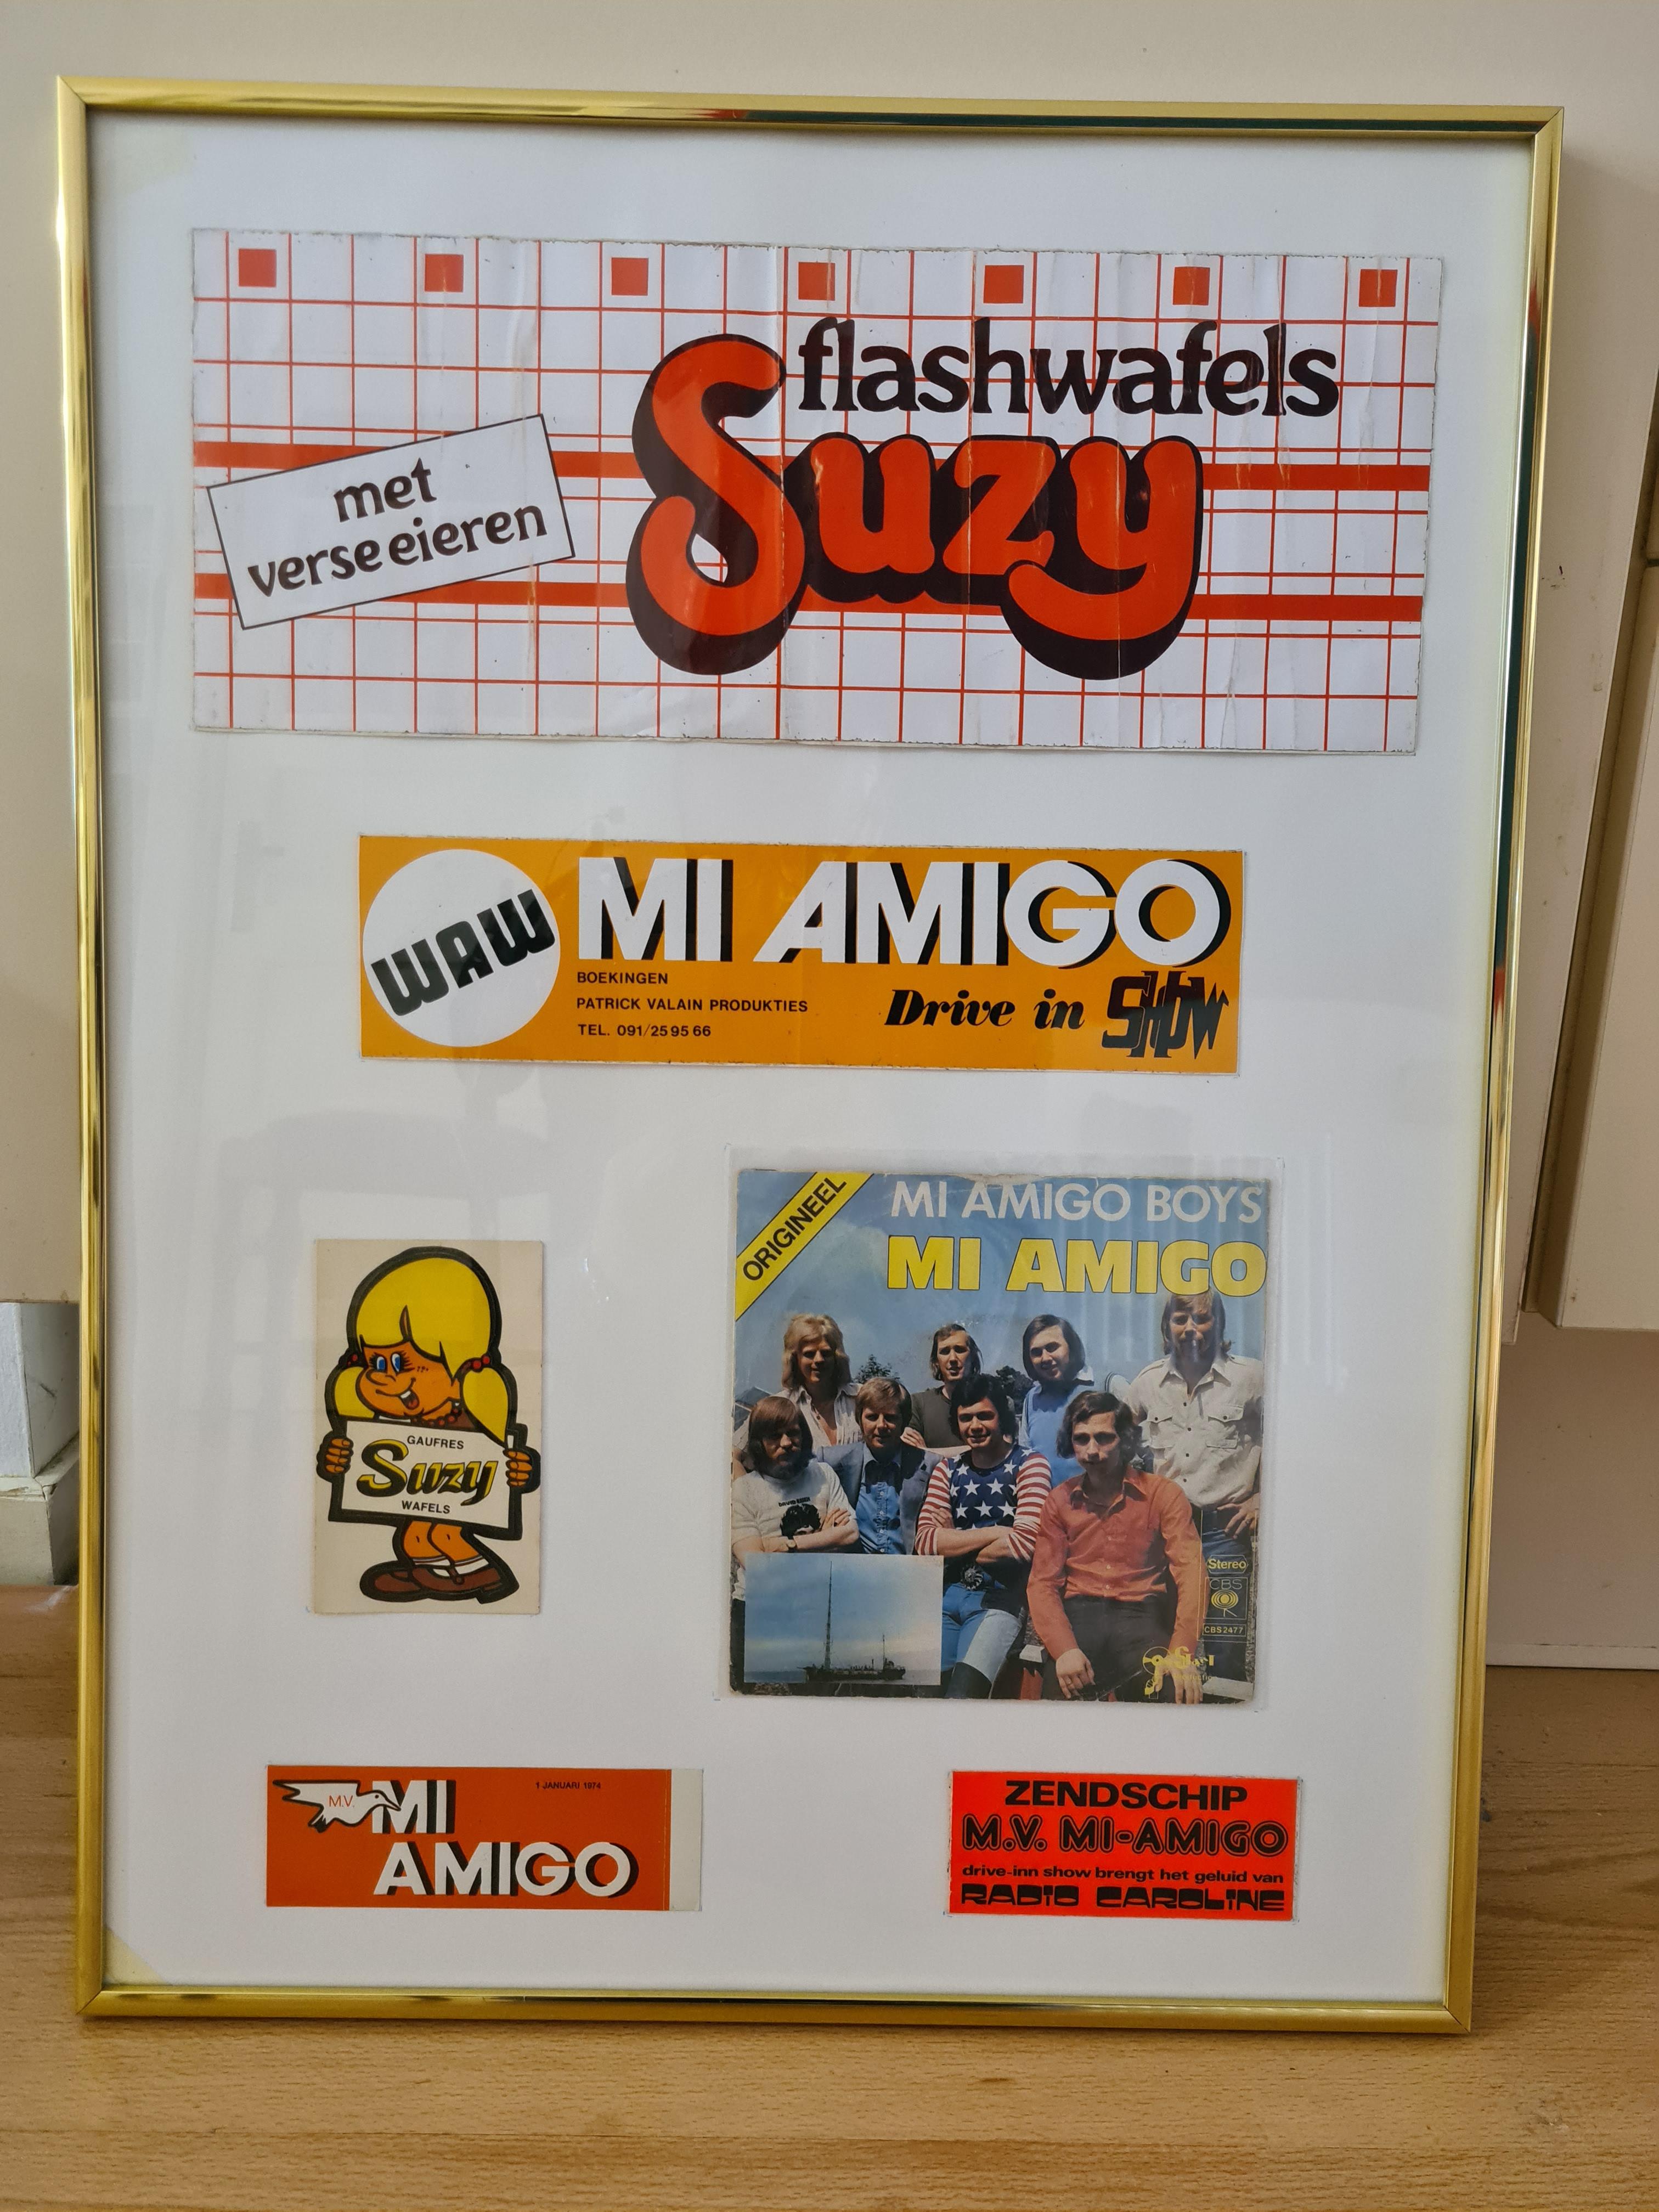 flashwafels
Suzy
met
verse eieren
WAW
MI AMIGO
BOEKINGEN
PATRICK VALAIN PRODUKTIES
TEL. 091/25 95 66
Drive in SHOW
ORIGINEEL
MI AMIGO BOYS
MI AMIGO
Stereo
CBS
CBS 2477
GAUFRES
Suzy
WAFELS
M.V.
MI
AMIGO
1 JANUARI 1974
ZENDSCHIP
M.V. MI-AMIGO
drive-inn show brengt het geluid van
RADIO CAROLINE